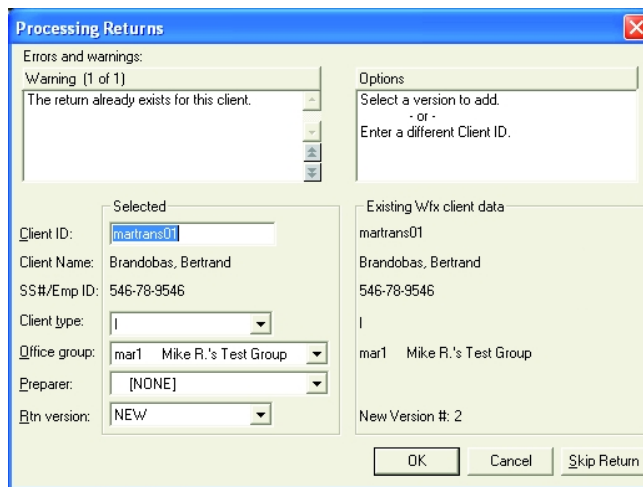 Processing Returns
Errors and warnings:
Warning (1 of 1)
The return already exists for this client.
Options
Select a version to add.
- or -
Enter a different Client ID.
Selected
Client ID: martrans01
Client Name: Brandobas, Bertrand
SS#/Emp ID: 546-78-9546
Client type: I
Office group: mar1 Mike R.'s Test Group
Preparer: [NONE]
Rtn version: NEW
Existing Wfx client data
martrans01
Brandobas, Bertrand
546-78-9546
I
mar1 Mike R.'s Test Group
New Version #: 2
OK
Cancel
Skip Return